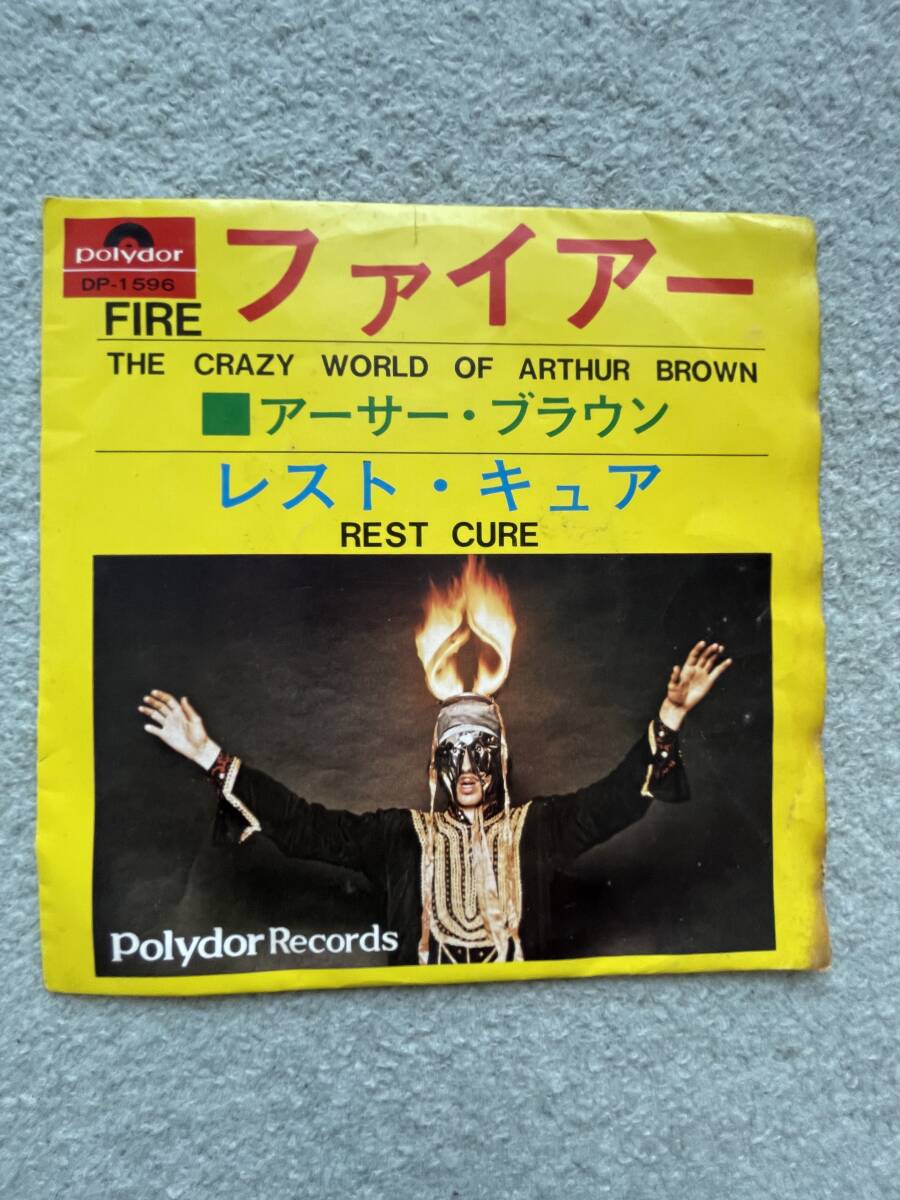 polydor
DP-1596
ファイアー
FIRE
THE CRAZY WORLD OF ARTHUR BROWN
■アーサー・ブラウン
レスト・キュア
REST CURE
Polydor Records